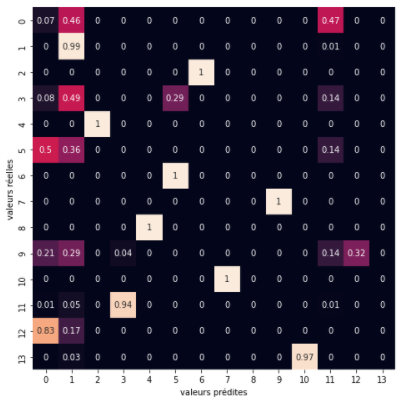 0 0.07 0.46 0 0 0 0 0 0 0 0 0 0.47 0 0
1 0 0.99 0 0 0 0 0 0 0 0 0 0.01 0 0
2 0 0 0 0 0 0 1 0 0 0 0 0 0 0
3 0.08 0.49 0 0 0 0.29 0 0 0 0 0 0.14 0 0
4 0 0 1 0 0 0 0 0 0 0 0 0 0 0
5 0.5 0.36 0 0 0 0 0 0 0 0 0 0.14 0 0
6 0 0 0 0 0 1 0 0 0 0 0 0 0 0
7 0 0 0 0 0 0 0 0 0 1 0 0 0 0
8 0 0 0 0 1 0 0 0 0 0 0 0 0 0
9 0.21 0.29 0 0.04 0 0 0 0 0 0 0 0.14 0.32 0
10 0 0 0 0 0 0 0 1 0 0 0 0 0 0
11 0.01 0.05 0 0.94 0 0 0 0 0 0 0 0.01 0 0
12 0.83 0.17 0 0 0 0 0 0 0 0 0 0 0 0
13 0 0.03 0 0 0 0 0 0 0 0 0.97 0 0 0
0 1 2 3 4 5 6 7 8 9 10 11 12 13
valeurs prédites
valeurs réelles